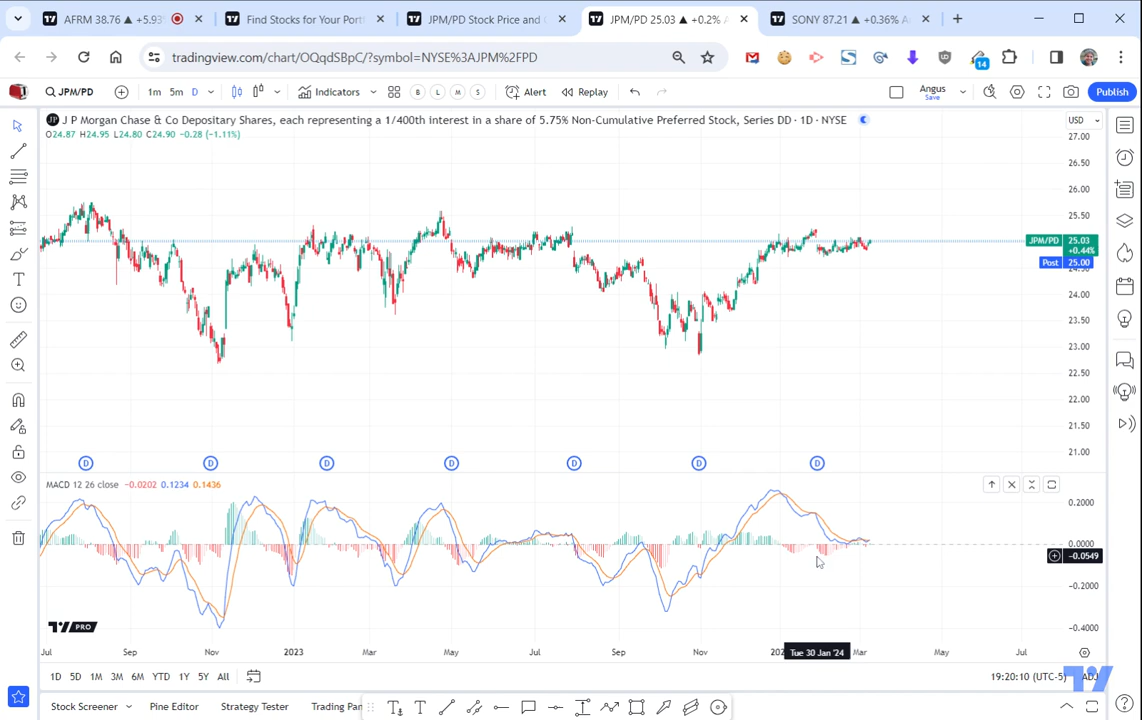 AFRM 38.76 ▲ +5.93
Find Stocks for Your Port
JPM/PD Stock Price and
JPM/PD 25.03 ▲ +0.2%
SONY 87.21 ▲ +0.36%
tradingview.com/chart/OQqdSBpC/?symbol=NYSE%3AJPM%2FPD
14
JPM/PD
1m 5m D
Indicators
B L M S
Alert
Replay
Angus
Save
Publish
JP J P Morgan Chase & Co Depositary Shares, each representing a 1/400th interest in a share of 5.75% Non-Cumulative Preferred Stock, Series DD · 1D · NYSE
USD
O24.87 H24.95 L24.80 C24.90 −0.28 (−1.11%)
27.00
26.50
26.00
25.50
JPM/PD 25.03
+0.44%
Post 25.00
24.50
24.00
23.50
23.00
22.50
22.00
21.50
21.00
D D D D D D D
MACD 12 26 close −0.0202 0.1234 0.1436
0.2000
0.0000
−0.0549
−0.2000
−0.4000
PRO
Jul Sep Nov 2023 Mar May Jul Sep Nov Tue 30 Jan '24 Mar May Jul
1D 5D 1M 3M 6M YTD 1Y 5Y All
19:20:10 (UTC-5)
ADJ
Stock Screener
Pine Editor
Strategy Tester
Trading Pan